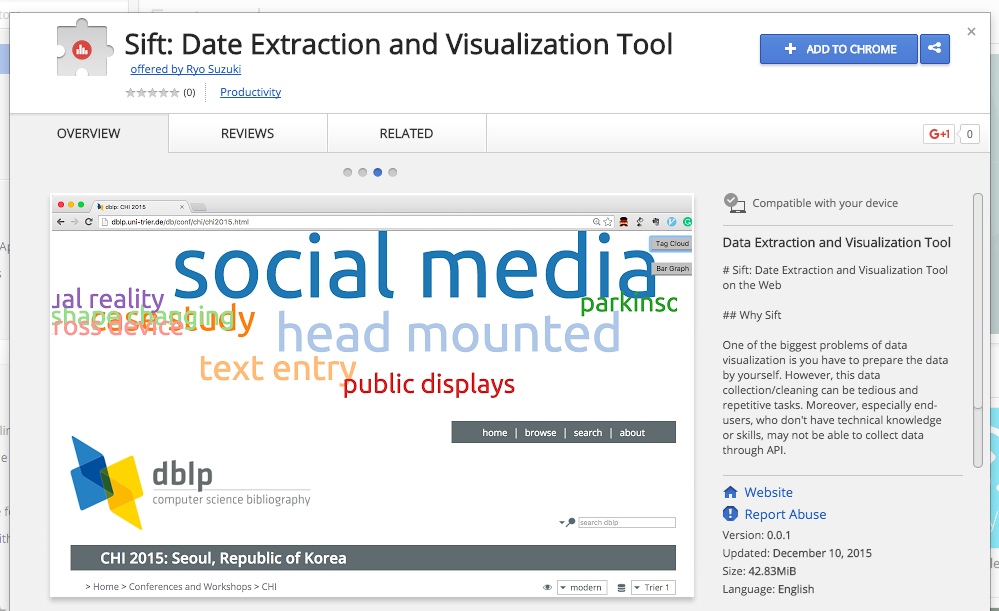 Sift: Date Extraction and Visualization Tool
offered by Ryo Suzuki
(0)
Productivity
ADD TO CHROME
OVERVIEW
REVIEWS
RELATED
G+1
0
dblp: CHI 2015
dblp.uni-trier.de/db/conf/chi/chi2015.html
social media
Tag Cloud
Bar Graph
ual reality
parkinso
shape changing
case study
ross device
head mounted
text entry
public displays
home | browse | search | about
dblp
computer science bibliography
search dblp
CHI 2015: Seoul, Republic of Korea
> Home > Conferences and Workshops > CHI
modern
Trier 1
Compatible with your device
Data Extraction and Visualization Tool
# Sift: Date Extraction and Visualization Tool
on the Web
## Why Sift
One of the biggest problems of data
visualization is you have to prepare the data
by yourself. However, this data
collection/cleaning can be tedious and
repetitive tasks. Moreover, especially end-
users, who don't have technical knowledge
or skills, may not be able to collect data
through API.
Website
Report Abuse
Version: 0.0.1
Updated: December 10, 2015
Size: 42.83MiB
Language: English